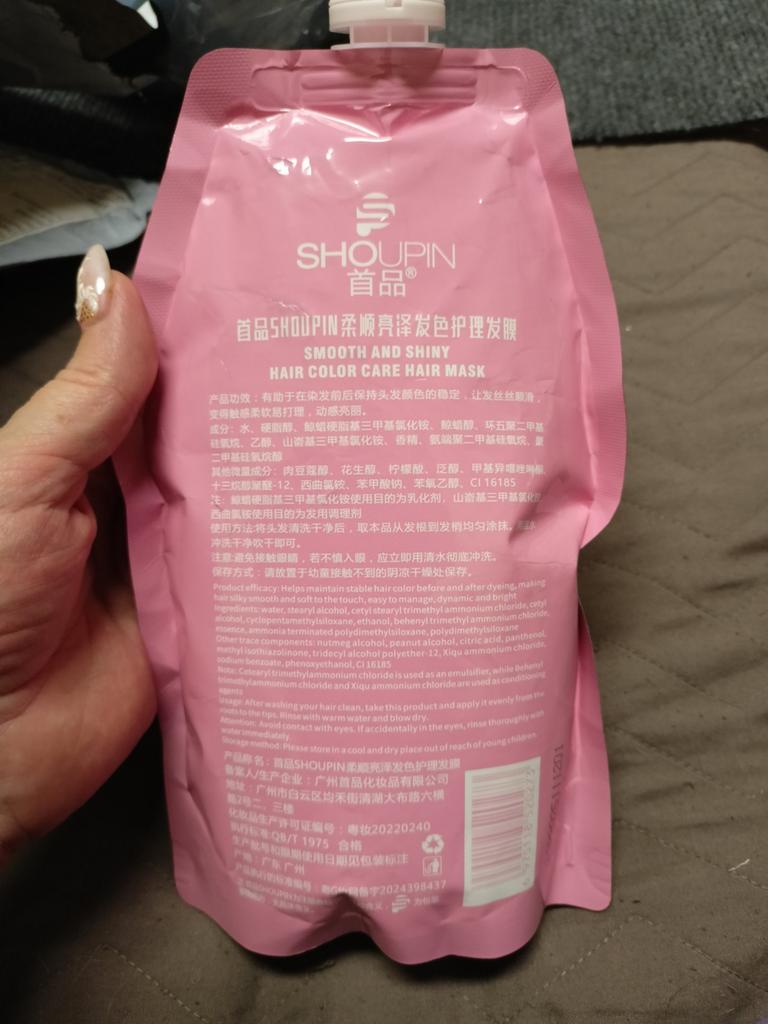 SHOUPIN
首品®
首品SHOUPIN柔顺亮泽发色护理发膜
SMOOTH AND SHINY
HAIR COLOR CARE HAIR MASK
产品功效：有助于在染发前后保持头发颜色的稳定，让发丝丝顺滑，
变得触感柔软易打理，动感亮丽。
成分：水、硬脂醇、鲸蜡硬脂基三甲基氯化铵、鲸蜡醇、环五聚二甲基
硅氧烷、乙醇、山嵛基三甲基氯化铵、香精、氨端聚二甲基硅氧烷、聚
二甲基硅氧烷醇
其他微量成分：肉豆蔻醇、花生醇、柠檬酸、泛醇、甲基异噻唑啉酮、
十三烷醇聚醚-12、西曲氯铵、苯甲酸钠、苯氧乙醇、CI 16185
注：鲸蜡硬脂基三甲基氯化铵使用目的为乳化剂，山嵛基三甲基氯化铵、
西曲氯铵使用目的为发用调理剂
使用方法:将头发清洗干净后，取本品从发根到发梢均匀涂抹。
冲洗干净吹干即可。
注意:避免接触眼睛，若不慎入眼，应立即用清水彻底冲洗。
保存方式：请放置于幼童接触不到的阴凉干燥处保存。
Product efficacy: Helps maintain stable hair color before and after dyeing, making
hair silky smooth and soft to the touch, easy to manage, dynamic and bright
Ingredients: water, stearyl alcohol, cetyl stearyl trimethyl ammonium chloride, cetyl
alcohol, cyclopentamethylsiloxane, ethanol, behenyl trimethyl ammonium chloride,
essence, ammonia terminated polydimethylsiloxane, polydimethylsiloxane
Other trace components: nutmeg alcohol, peanut alcohol, citric acid, panthenol,
methyl isothiazolinone, tridecyl alcohol polyether-12, Xiqu ammonium chloride,
sodium benzoate, phenoxyethanol, CI 16185
Note: Cetearyl trimethylammonium chloride is used as an emulsifier, while Behenyl
trimethylammonium chloride and Xiqu ammonium chloride are used as conditioning
agents
Usage: After washing your hair clean, take this product and apply it evenly from the
roots to the tips. Rinse with warm water and blow dry.
Attention: Avoid contact with eyes. If accidentally in the eyes, rinse thoroughly with
water immediately.
Storage method: Please store in a cool and dry place out of reach of young children.
产品名称：首品SHOUPIN柔顺亮泽发色护理发膜
备案人/生产企业：广州首品化妆品有限公司
地址：广州市白云区均禾街清湖大布路六横
路2号二、三楼
化妆品生产许可证编号：粤妆20220240
执行标准:QB/T 1975 合格
生产批号和限期使用日期见包装标注
产地：广东 广州
产品执行的标准编号：粤G妆网备字2024398437